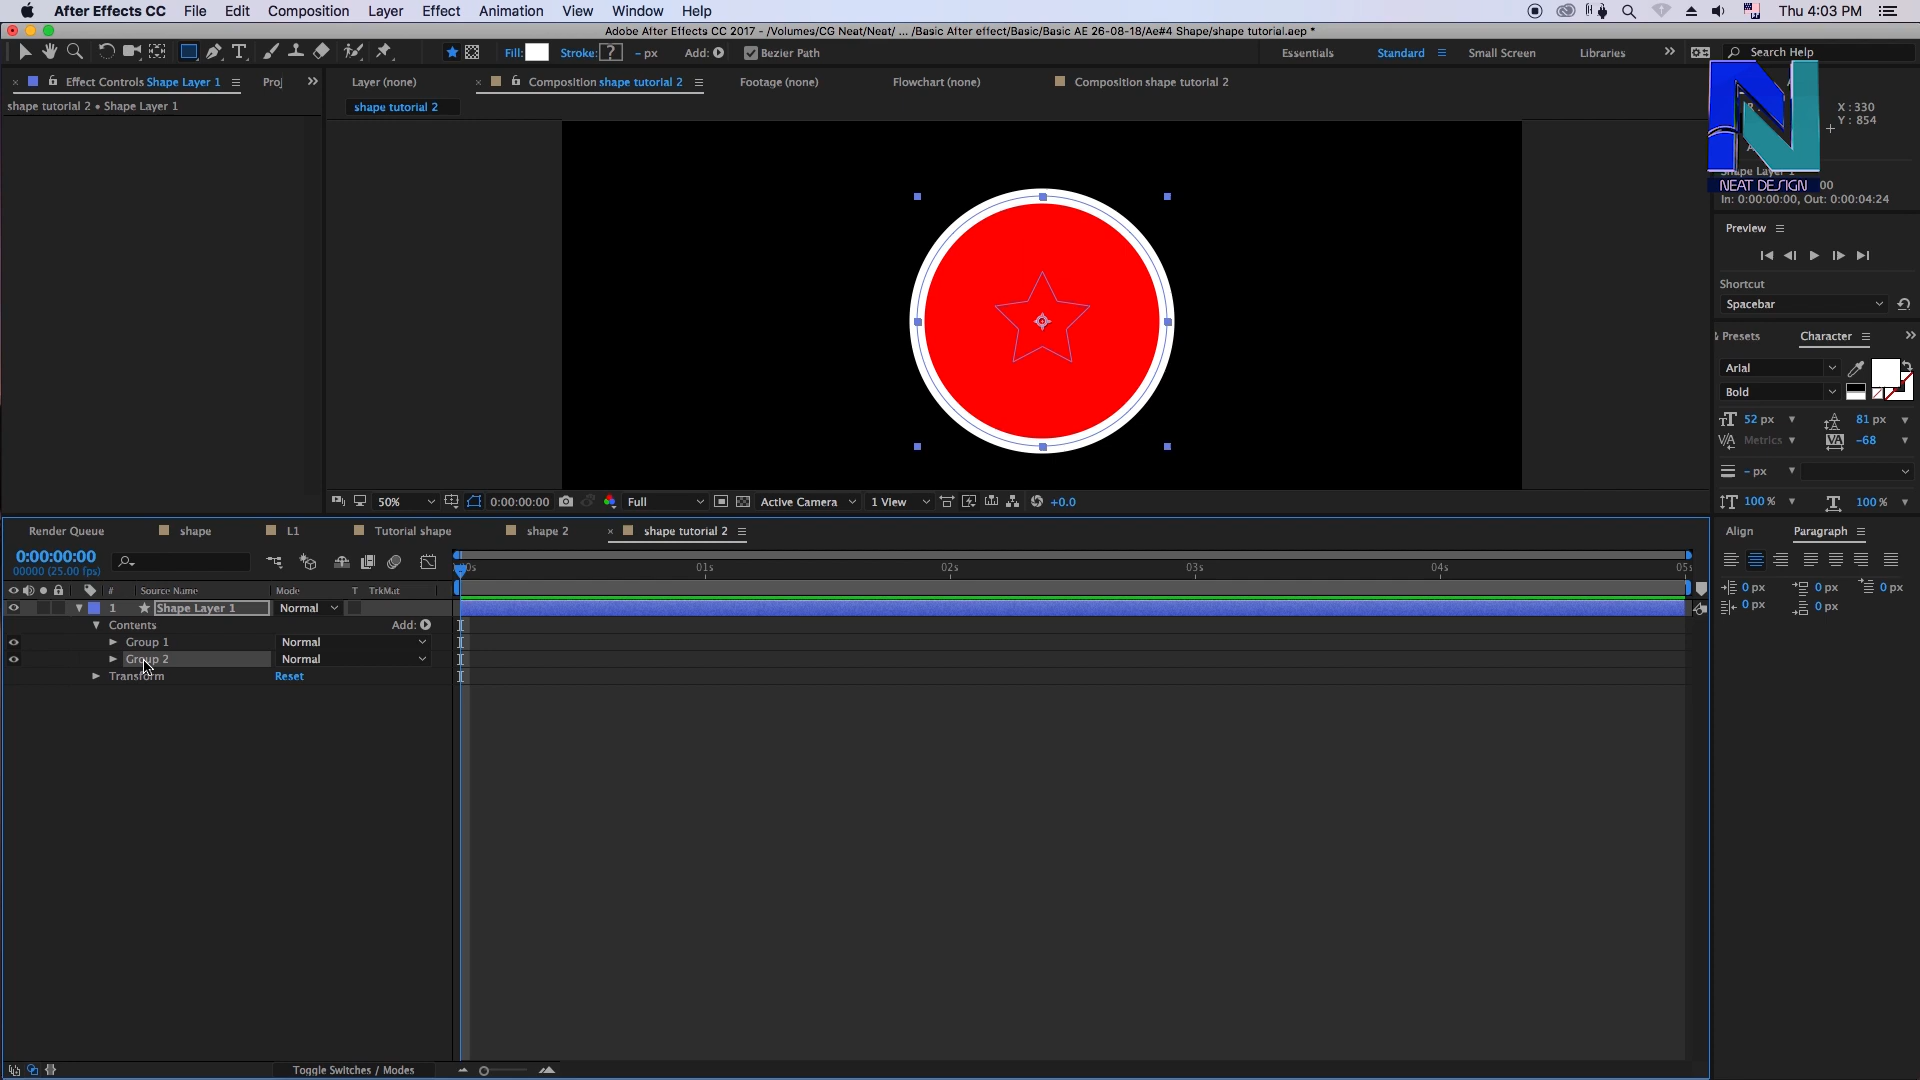 After Effects CC File Edit Composition Layer Effect Animation View Window Help Thu 4:03 PM
Adobe After Effects CC 2017 - /Volumes/CG Neat/Neat/ ... /Basic After effect/Basic/Basic AE 26-08-18/Ae#4 Shape/shape tutorial.aep *
Fill: Stroke: ? - px Add: Bezier Path Essentials Standard Small Screen Libraries Search Help
Effect Controls Shape Layer 1 Proj Layer (none) Composition shape tutorial 2 Footage (none) Flowchart (none) Composition shape tutorial 2
shape tutorial 2 • Shape Layer 1 shape tutorial 2
X : 330
Y : 854
N
Shape Layer 1
NEAT DESIGN 00
In: 0:00:00:00, Out: 0:00:04:24
Preview
Shortcut
Spacebar
Presets Character
Arial
Bold
52 px 81 px
Metrics -68
- px
100 % 100 %
50% 0:00:00:00 Full Active Camera 1 View +0.0
Render Queue shape L1 Tutorial shape shape 2 shape tutorial 2
Align Paragraph
0:00:00:00
00000 (25.00 fps)
00s 01s 02s 03s 04s 05s
# Source Name Mode T TrkMat
1 Shape Layer 1 Normal
Contents Add:
Group 1 Normal
Group 2 Normal
Transform Reset
0 px 0 px 0 px
0 px 0 px
Toggle Switches / Modes